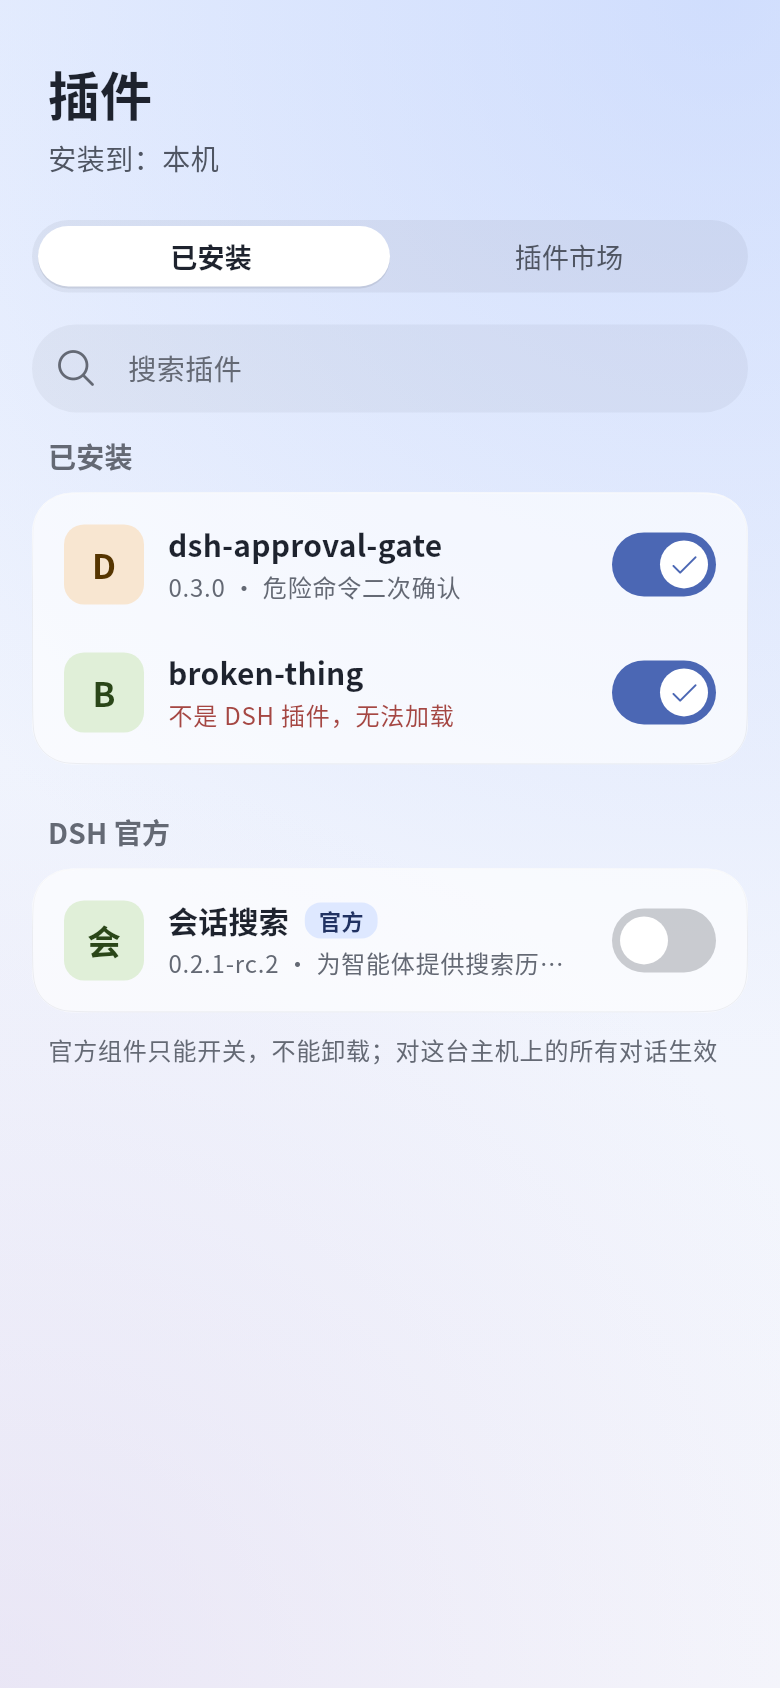 插件
安装到：本机
已安装
插件市场
搜索插件
已安装
D
dsh-approval-gate
0.3.0 • 危险命令二次确认
B
broken-thing
不是 DSH 插件，无法加载
DSH 官方
会
会话搜索 官方
0.2.1-rc.2 • 为智能体提供搜索历…
官方组件只能开关，不能卸载；对这台主机上的所有对话生效